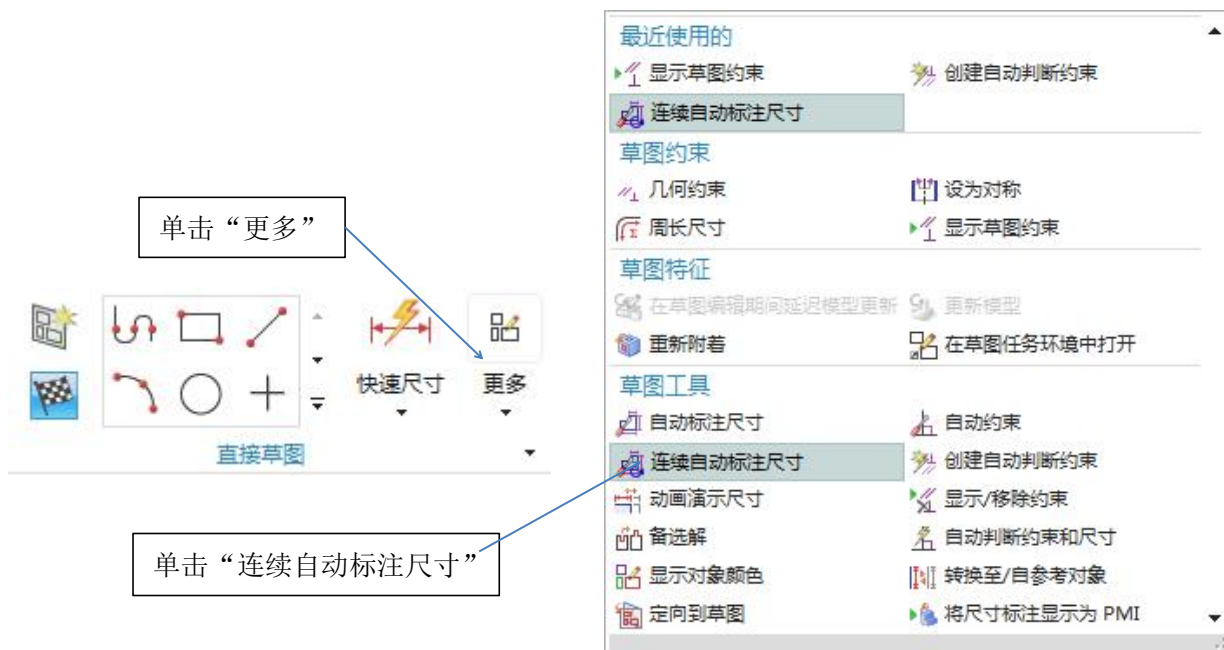 单击“更多”
快速尺寸
更多
直接草图
单击“连续自动标注尺寸”
最近使用的
显示草图约束
创建自动判断约束
连续自动标注尺寸
草图约束
几何约束
设为对称
周长尺寸
显示草图约束
草图特征
在草图编辑期间延迟模型更新
更新模型
重新附着
在草图任务环境中打开
草图工具
自动标注尺寸
自动约束
连续自动标注尺寸
创建自动判断约束
动画演示尺寸
显示/移除约束
备选解
自动判断约束和尺寸
显示对象颜色
转换至/自参考对象
定向到草图
将尺寸标注显示为 PMI